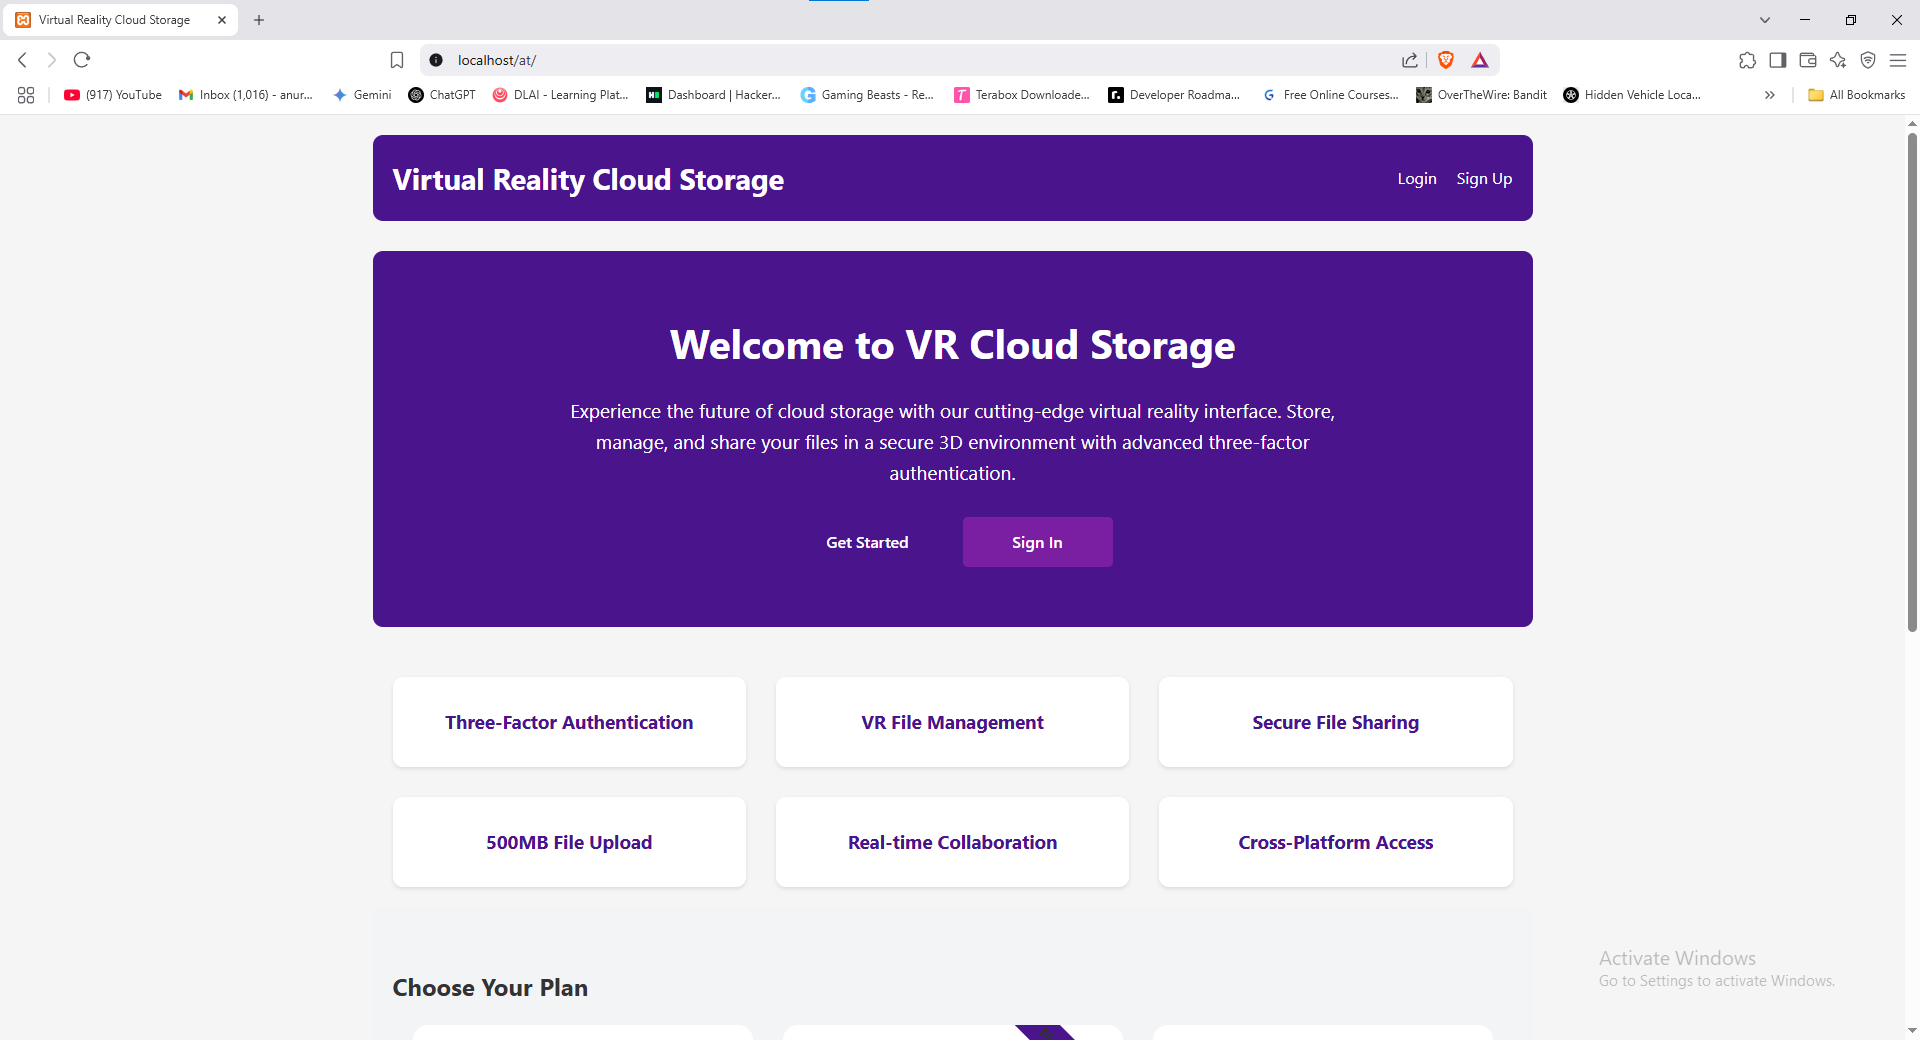 Virtual Reality Cloud Storage
localhost/at/
(917) YouTube
Inbox (1,016) - anur...
Gemini
ChatGPT
DLAI - Learning Plat...
Dashboard | Hacker...
Gaming Beasts - Re...
Terabox Downloade...
Developer Roadma...
Free Online Courses...
OverTheWire: Bandit
Hidden Vehicle Loca...
All Bookmarks
Virtual Reality Cloud Storage
Login
Sign Up
Welcome to VR Cloud Storage
Experience the future of cloud storage with our cutting-edge virtual reality interface. Store,
manage, and share your files in a secure 3D environment with advanced three-factor
authentication.
Get Started
Sign In
Three-Factor Authentication
VR File Management
Secure File Sharing
500MB File Upload
Real-time Collaboration
Cross-Platform Access
Choose Your Plan
Activate Windows
Go to Settings to activate Windows.